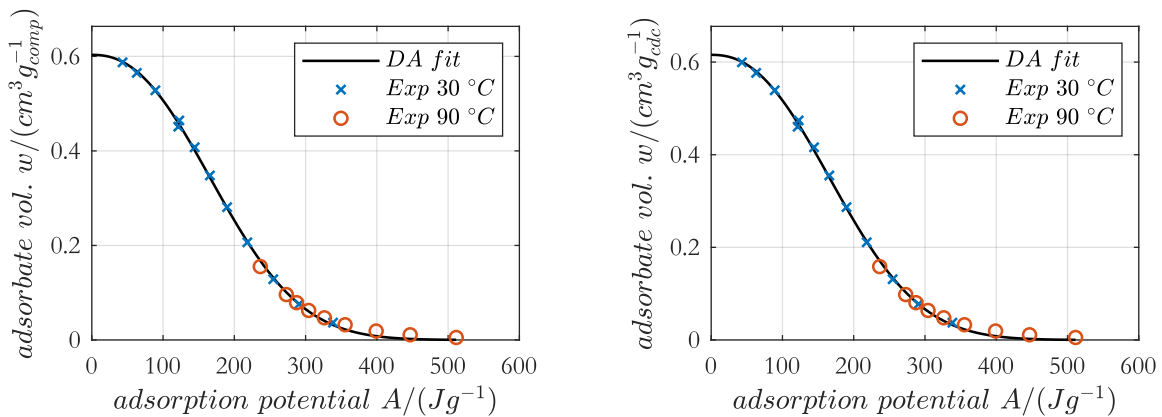 adsorbate vol. w/(cm³g⁻¹comp)
0.6
0.4
0.2
0
0 100 200 300 400 500 600
adsorption potential A/(Jg⁻¹)
DA fit
Exp 30 °C
Exp 90 °C
adsorbate vol. w/(cm³g⁻¹cdc)
0.6
0.4
0.2
0
0 100 200 300 400 500 600
adsorption potential A/(Jg⁻¹)
DA fit
Exp 30 °C
Exp 90 °C